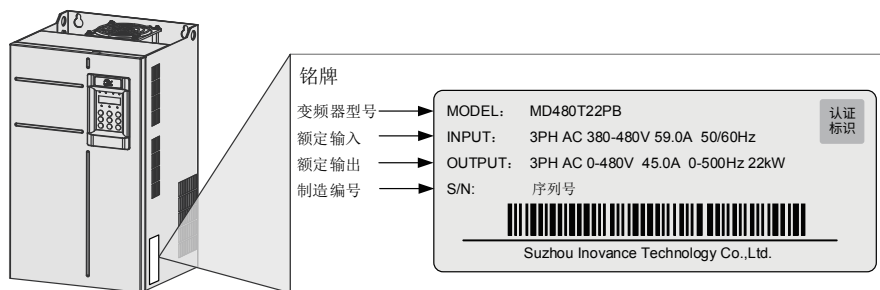 铭牌
变频器型号
额定输入
额定输出
制造编号
MODEL: MD480T22PB
INPUT: 3PH AC 380-480V 59.0A 50/60Hz
OUTPUT: 3PH AC 0-480V 45.0A 0-500Hz 22kW
S/N: 序列号
认证
标识
Suzhou Inovance Technology Co.,Ltd.